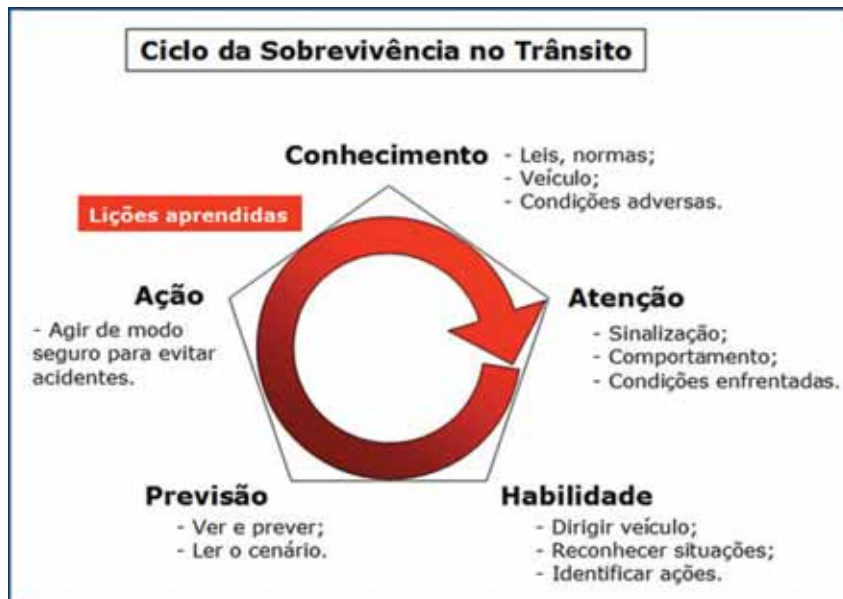 Ciclo da Sobrevivência no Trânsito
Conhecimento
- Leis, normas;
- Veículo;
- Condições adversas.
Lições aprendidas
Ação
- Agir de modo
seguro para evitar
acidentes.
Atenção
- Sinalização;
- Comportamento;
- Condições enfrentadas.
Previsão
- Ver e prever;
- Ler o cenário.
Habilidade
- Dirigir veículo;
- Reconhecer situações;
- Identificar ações.